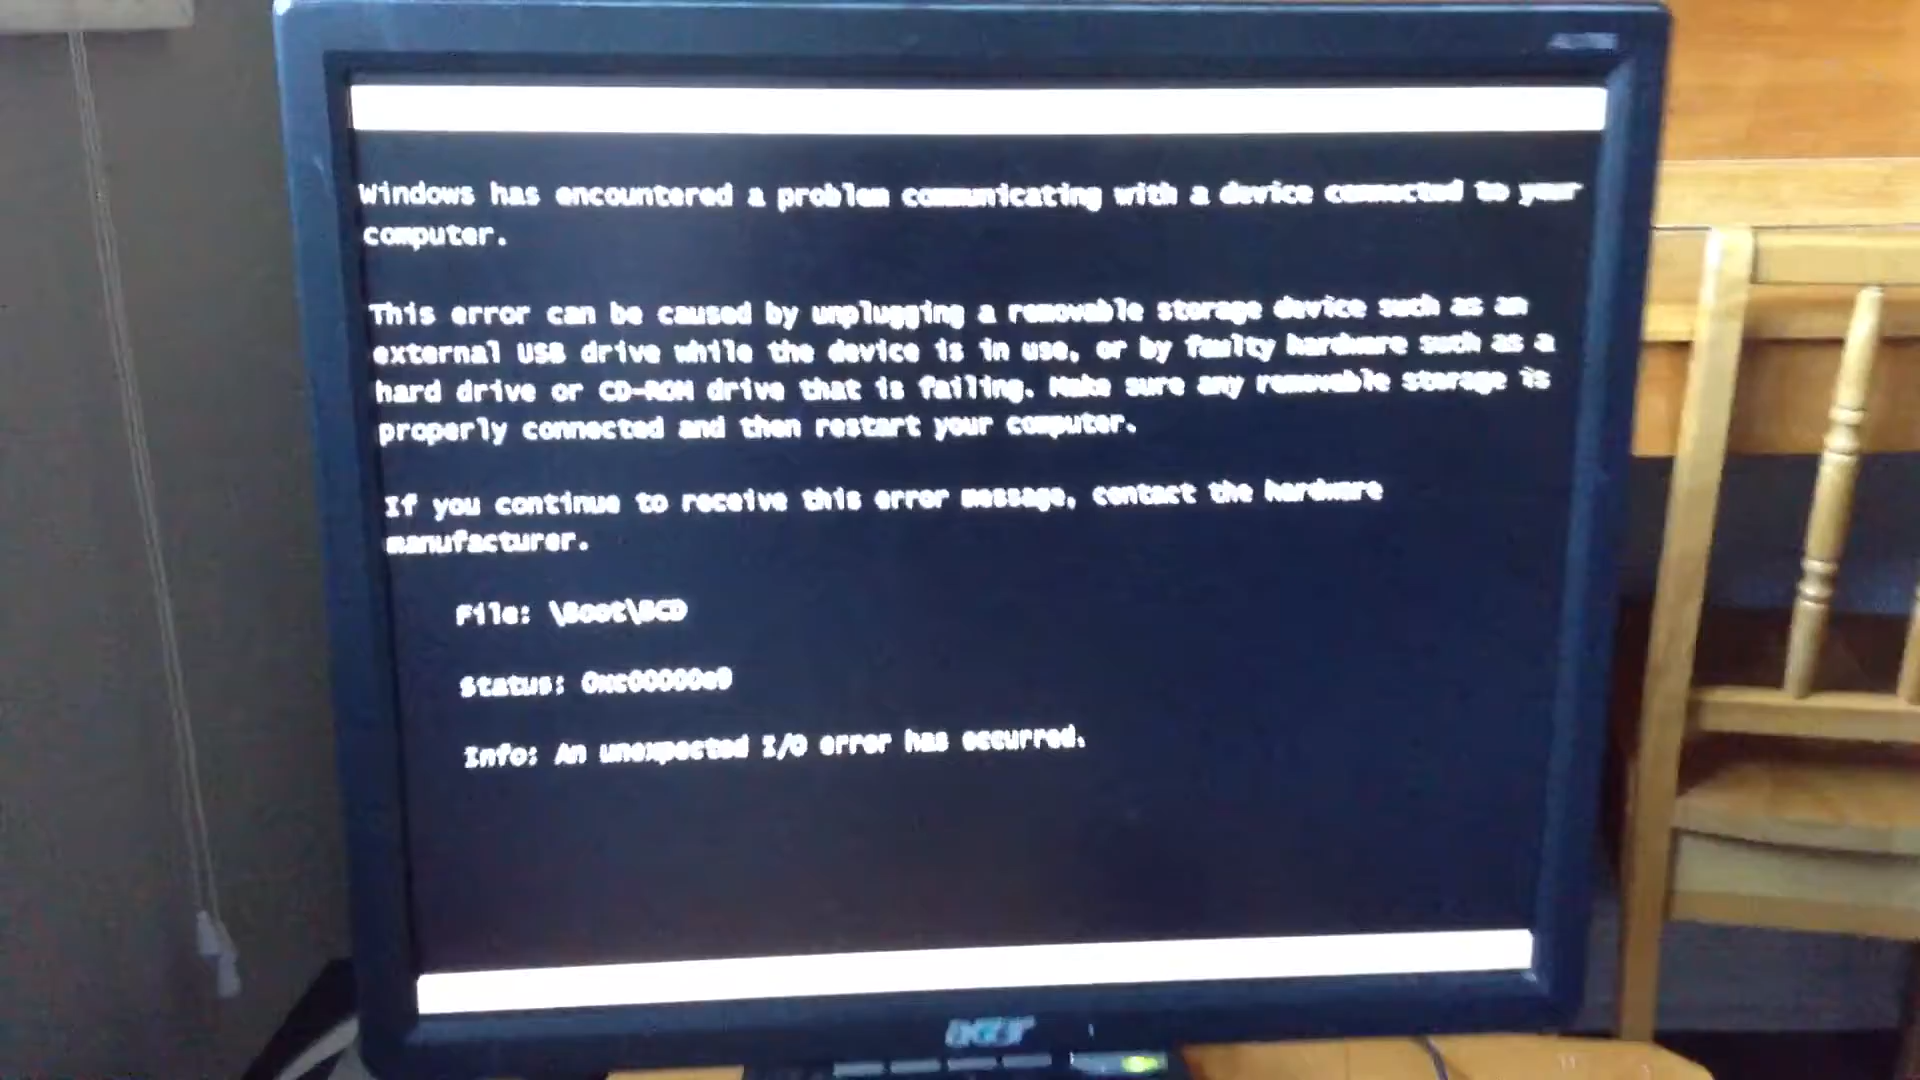 Windows has encountered a problem communicating with a device connected to your
computer.
This error can be caused by unplugging a removable storage device such as an
external USB drive while the device is in use, or by faulty hardware such as a
hard drive or CD-ROM drive that is failing. Make sure any removable storage is
properly connected and then restart your computer.
If you continue to receive this error message, contact the hardware
manufacturer.
File: \Boot\BCD
Status: 0xc00000e9
Info: An unexpected I/O error has occurred.
acer